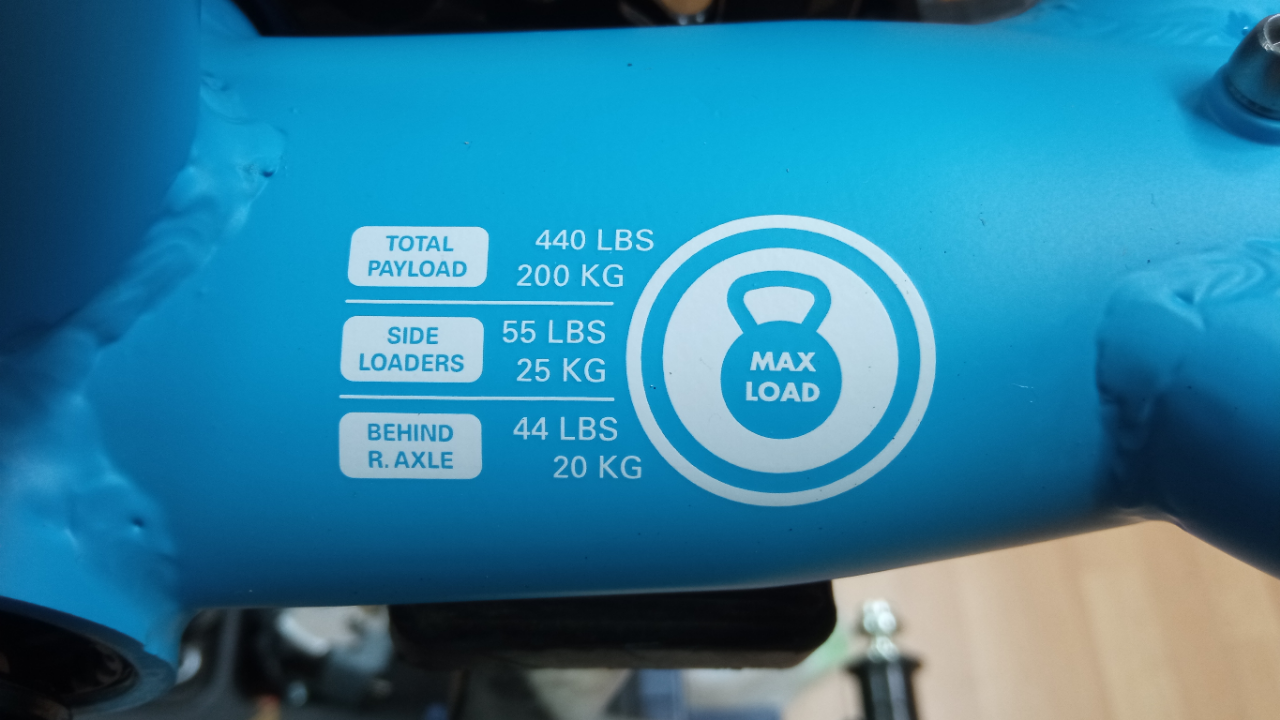 TOTAL PAYLOAD 440 LBS
200 KG
SIDE LOADERS 55 LBS
25 KG
BEHIND R. AXLE 44 LBS
20 KG
MAX
LOAD